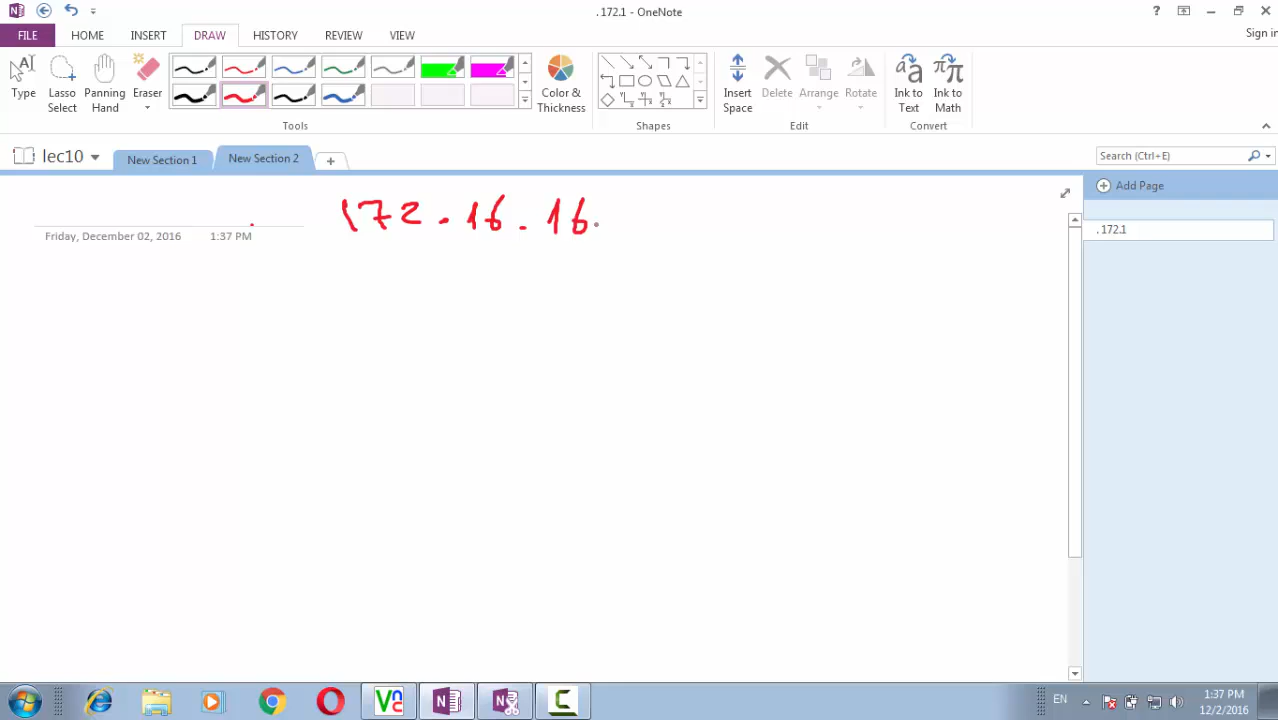 .172.1 - OneNote
?
Sign in
FILE HOME INSERT DRAW HISTORY REVIEW VIEW
Type
Lasso Select
Panning Hand
Eraser
Color & Thickness
Insert Space
Delete
Arrange
Rotate
Ink to Text
Ink to Math
Tools
Shapes
Edit
Convert
lec10
New Section 1
New Section 2
Search (Ctrl+E)
Add Page
.172.1
172.16.16.
Friday, December 02, 2016 1:37 PM
EN
1:37 PM
12/2/2016